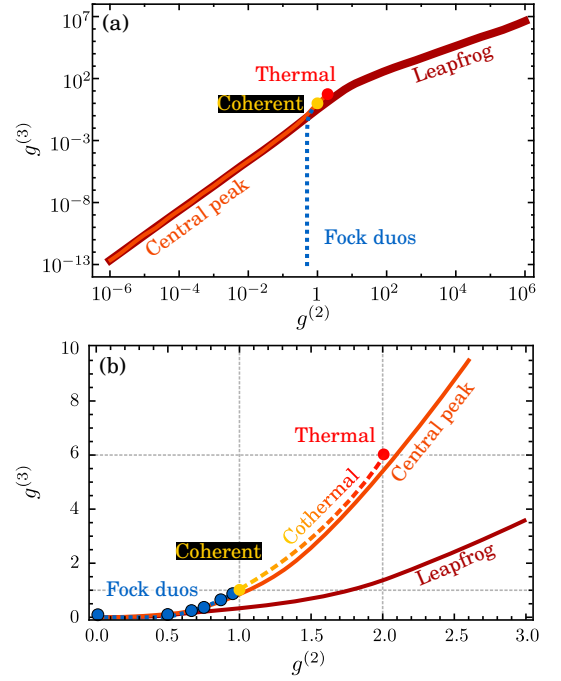 (a)
10^7
10^2
10^{-3}
10^{-8}
10^{-13}
g^{(3)}
Thermal
Coherent
Leapfrog
Central peak
Fock duos
10^{-6} 10^{-4} 10^{-2} 1 10^2 10^4 10^6
g^{(2)}
(b)
10
8
6
4
2
1
0
g^{(3)}
Thermal
Central peak
Cothermal
Coherent
Fock duos
Leapfrog
0.0 0.5 1.0 1.5 2.0 2.5 3.0
g^{(2)}